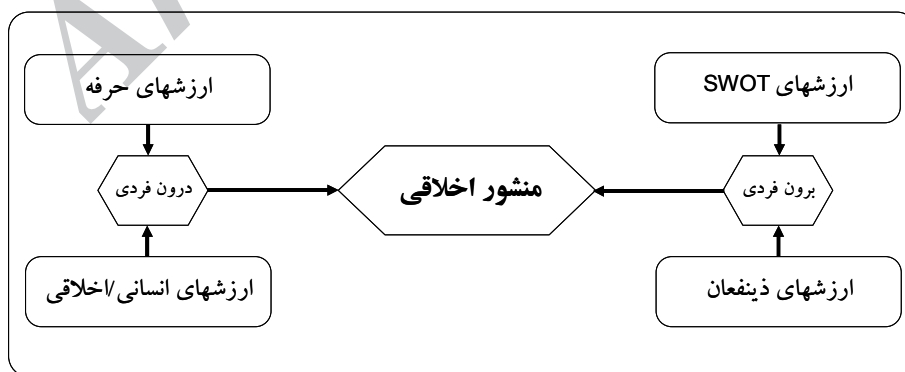 ارزشهای SWOT
ارزشهای حرفه
برون فردی
منشور اخلاقی
درون فردی
ارزشهای ذینفعان
ارزشهای انسانی/اخلاقی